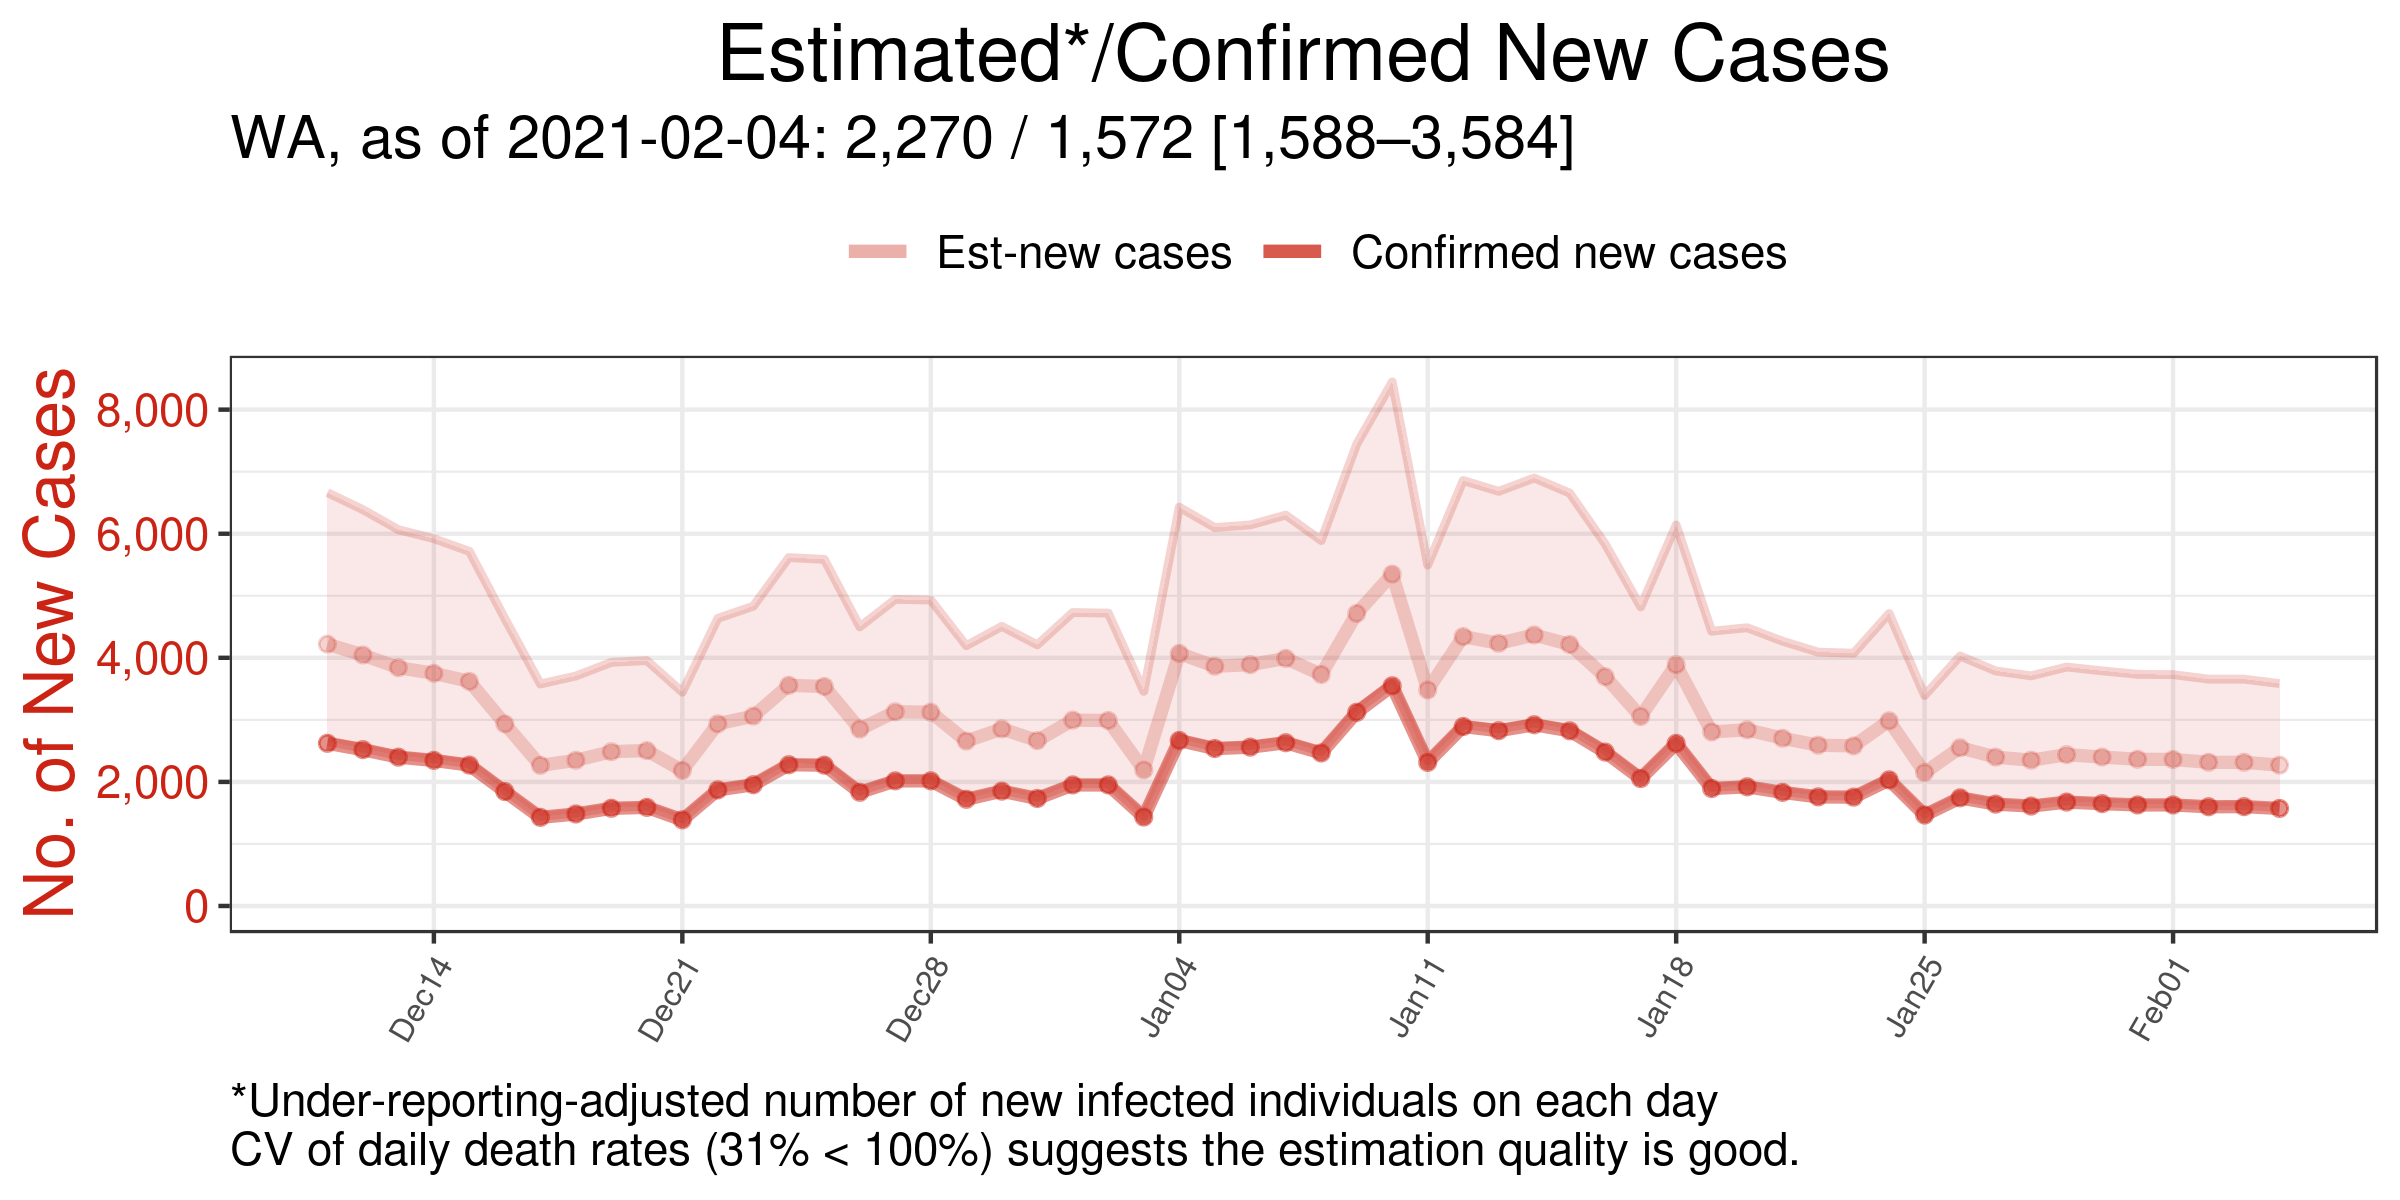 Estimated*/Confirmed New Cases
WA, as of 2021-02-04: 2,270 / 1,572 [1,588–3,584]
Est-new cases Confirmed new cases
No. of New Cases
8,000
6,000
4,000
2,000
0
Dec14 Dec21 Dec28 Jan04 Jan11 Jan18 Jan25 Feb01
*Under-reporting-adjusted number of new infected individuals on each day
CV of daily death rates (31% < 100%) suggests the estimation quality is good.